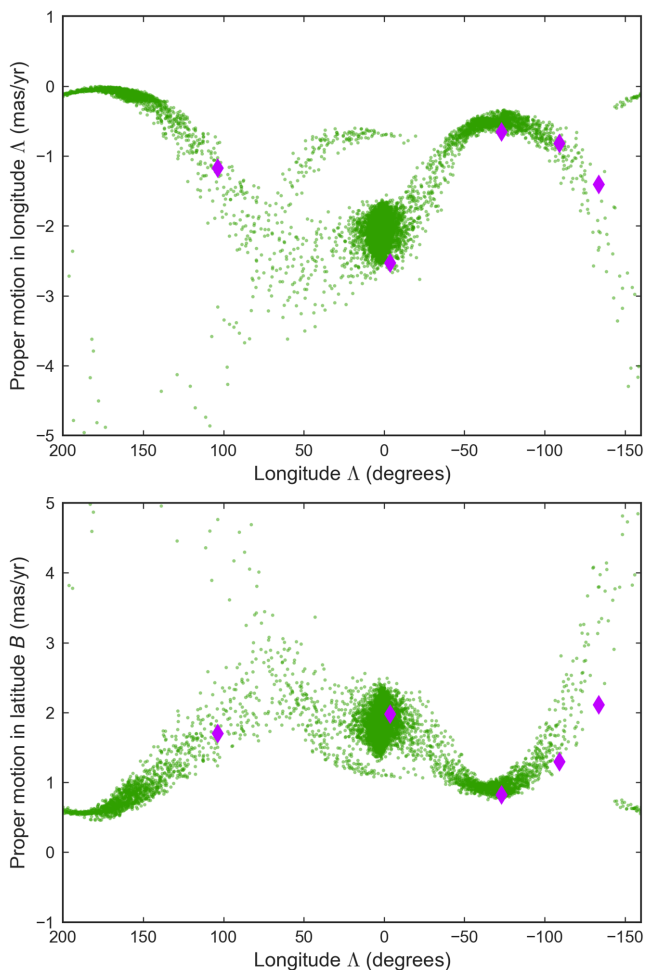 1
0
−1
−2
−3
−4
−5
Proper motion in longitude Λ (mas/yr)
200 150 100 50 0 −50 −100 −150
Longitude Λ (degrees)
5
4
3
2
1
0
−1
Proper motion in latitude B (mas/yr)
200 150 100 50 0 −50 −100 −150
Longitude Λ (degrees)